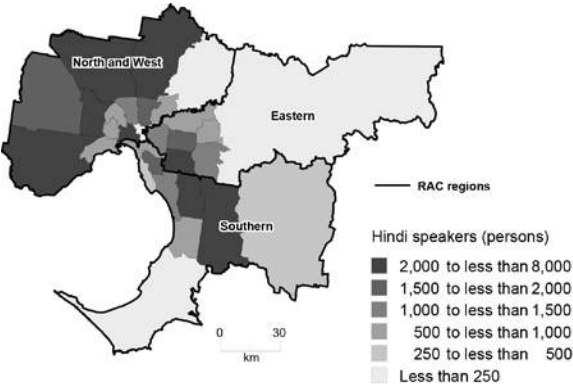 North and West
Eastern
RAC regions
Southern
Hindi speakers (persons)
2,000 to less than 8,000
1,500 to less than 2,000
1,000 to less than 1,500
500 to less than 1,000
250 to less than 500
Less than 250
0 30
km